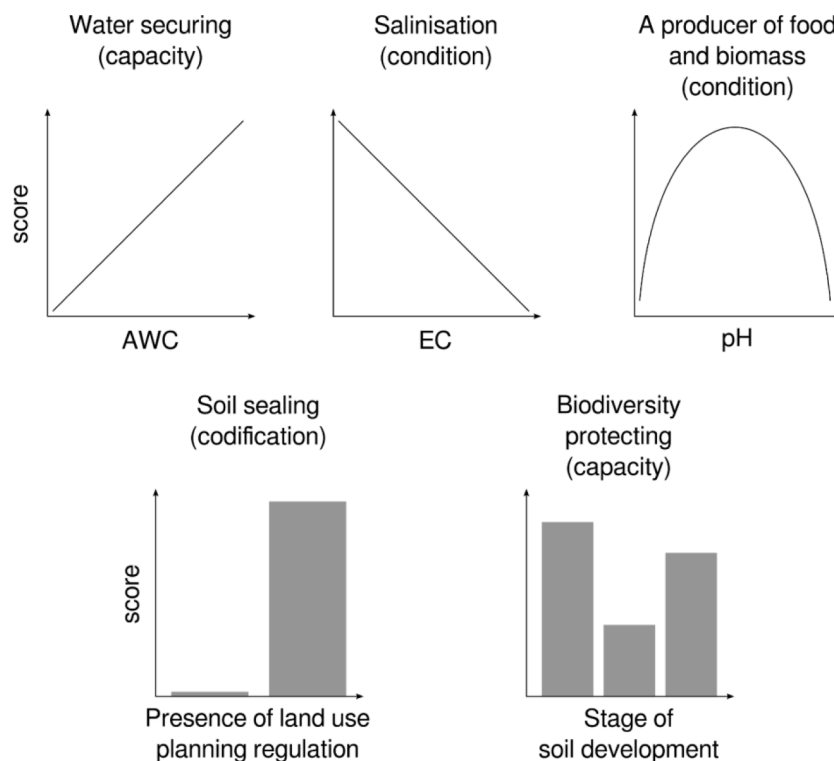 Water securing
(capacity)
Salinisation
(condition)
A producer of food
and biomass
(condition)
score
AWC
EC
pH
Soil sealing
(codification)
Biodiversity
protecting
(capacity)
score
Presence of land use
planning regulation
Stage of
soil development